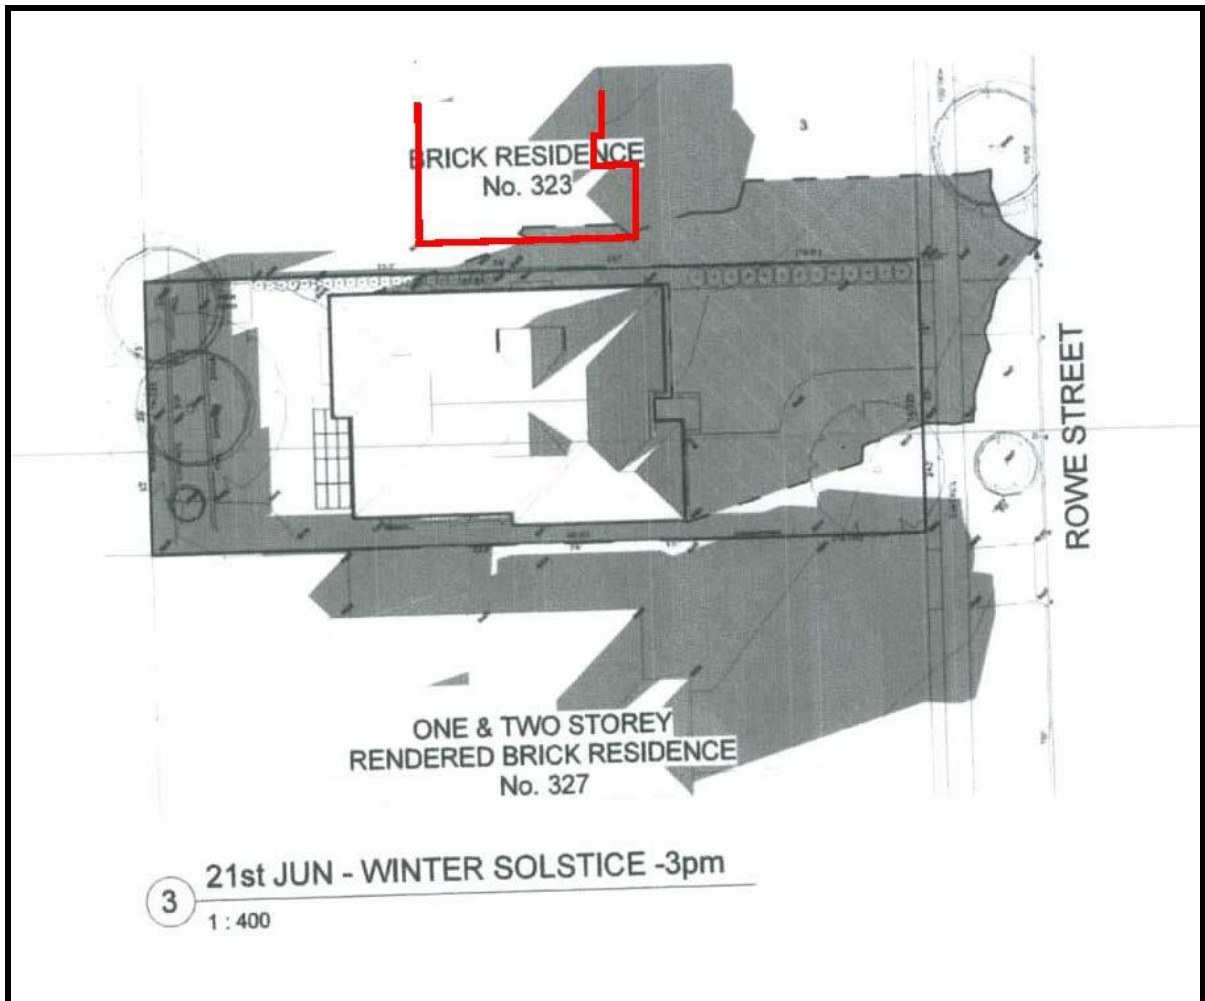 3
BRICK RESIDENCE
No. 323
ROWE STREET
ONE & TWO STOREY
RENDERED BRICK RESIDENCE
No. 327
3
21st JUN - WINTER SOLSTICE -3pm
1 : 400